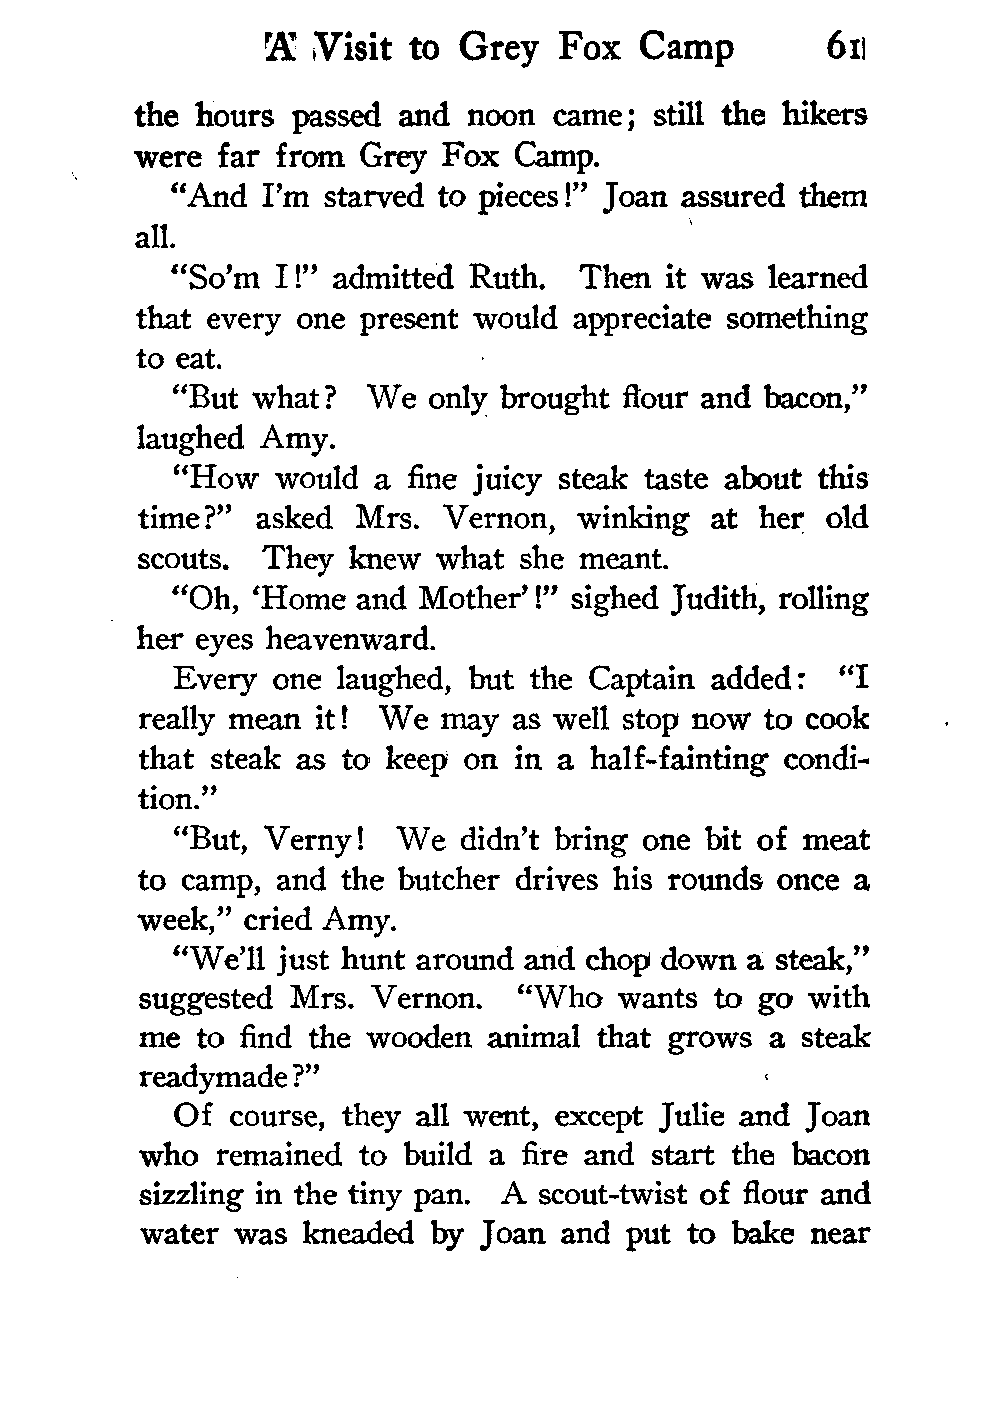 A Visit to Grey Fox Camp 61
the hours passed and noon came; still the hikers
were far from Grey Fox Camp.
“And I’m starved to pieces!” Joan assured them
all.
“So’m I!” admitted Ruth. Then it was learned
that every one present would appreciate something
to eat.
“But what? We only brought flour and bacon,”
laughed Amy.
“How would a fine juicy steak taste about this
time?” asked Mrs. Vernon, winking at her old
scouts. They knew what she meant.
“Oh, ‘Home and Mother’!” sighed Judith, rolling
her eyes heavenward.
Every one laughed, but the Captain added: “I
really mean it! We may as well stop now to cook
that steak as to keep on in a half-fainting condi-
tion.”
“But, Verny! We didn’t bring one bit of meat
to camp, and the butcher drives his rounds once a
week,” cried Amy.
“We’ll just hunt around and chop down a steak,”
suggested Mrs. Vernon. “Who wants to go with
me to find the wooden animal that grows a steak
readymade?”
Of course, they all went, except Julie and Joan
who remained to build a fire and start the bacon
sizzling in the tiny pan. A scout-twist of flour and
water was kneaded by Joan and put to bake near